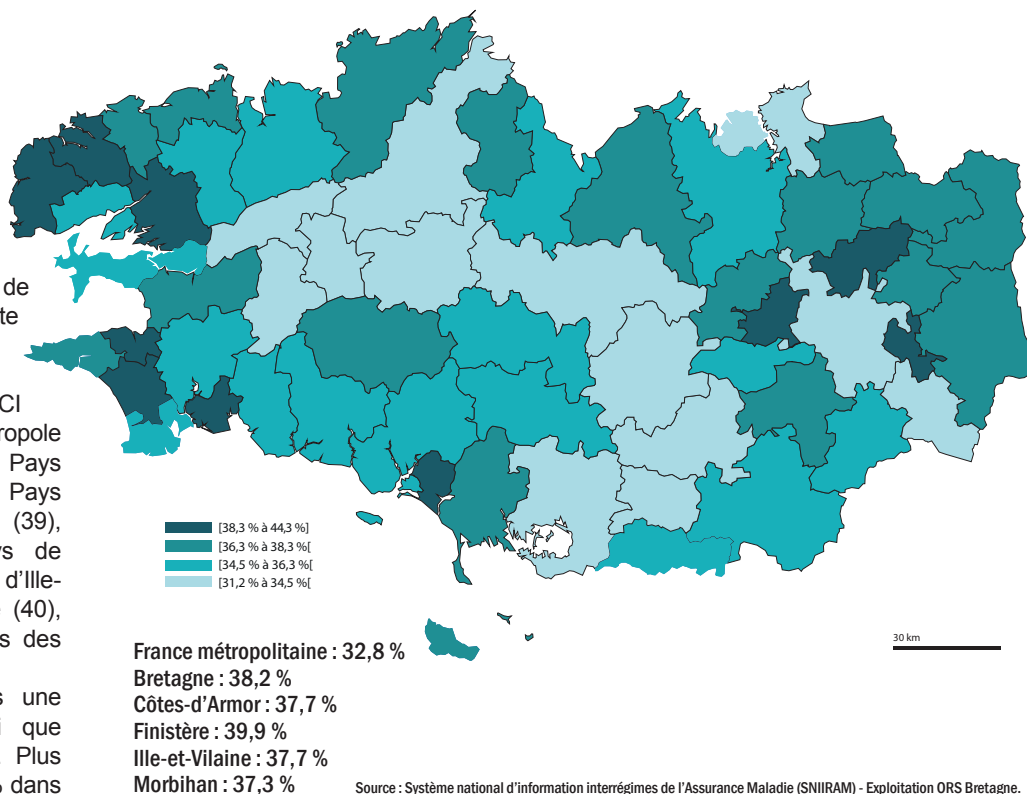 de
te
CI
ropole
Pays
Pays
(39),
s de
d'Ille-
(40),
s des
une
que
Plus
dans
[38,3 % à 44,3 %]
[36,3 % à 38,3 %[
[34,5 % à 36,3 %[
[31,2 % à 34,5 %[
30 km
France métropolitaine : 32,8 %
Bretagne : 38,2 %
Côtes-d'Armor : 37,7 %
Finistère : 39,9 %
Ille-et-Vilaine : 37,7 %
Morbihan : 37,3 %
Source : Système national d'information interrégimes de l'Assurance Maladie (SNIIRAM) - Exploitation ORS Bretagne.